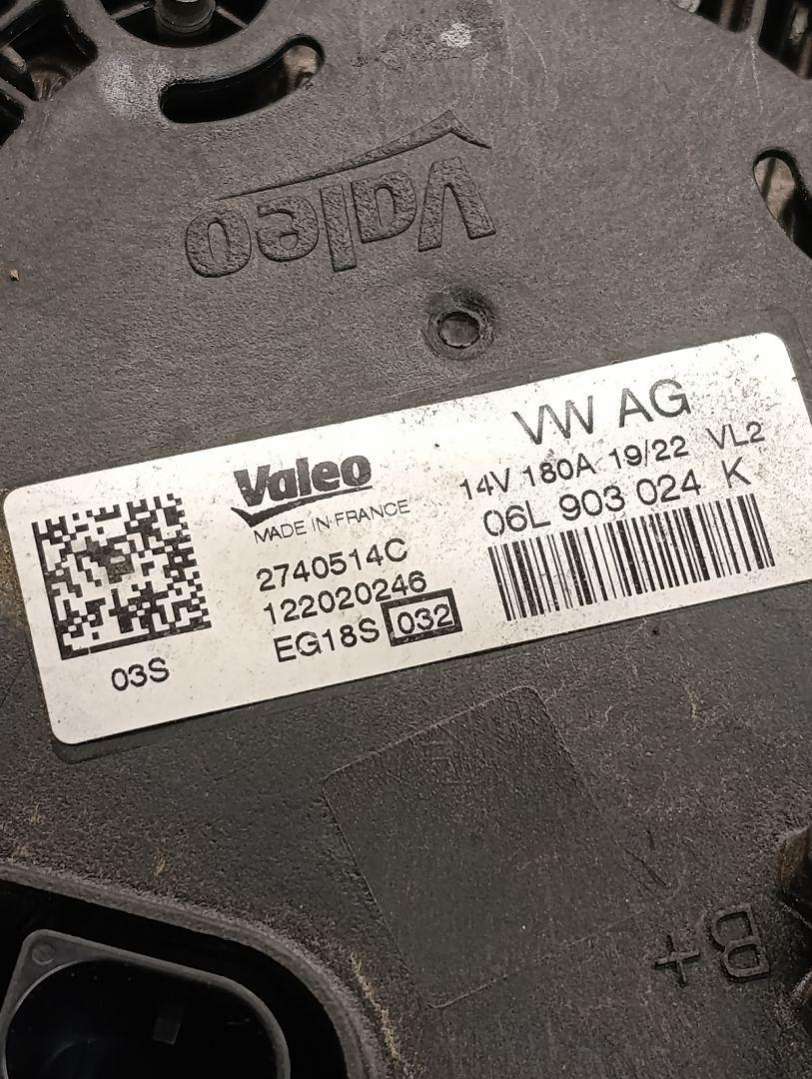 Valeo
VW AG
14V 180A 19/22 VL2
06L 903 024 K
Valeo
MADE IN FRANCE
2740514C
122020246
EG18S 032
03S
B+